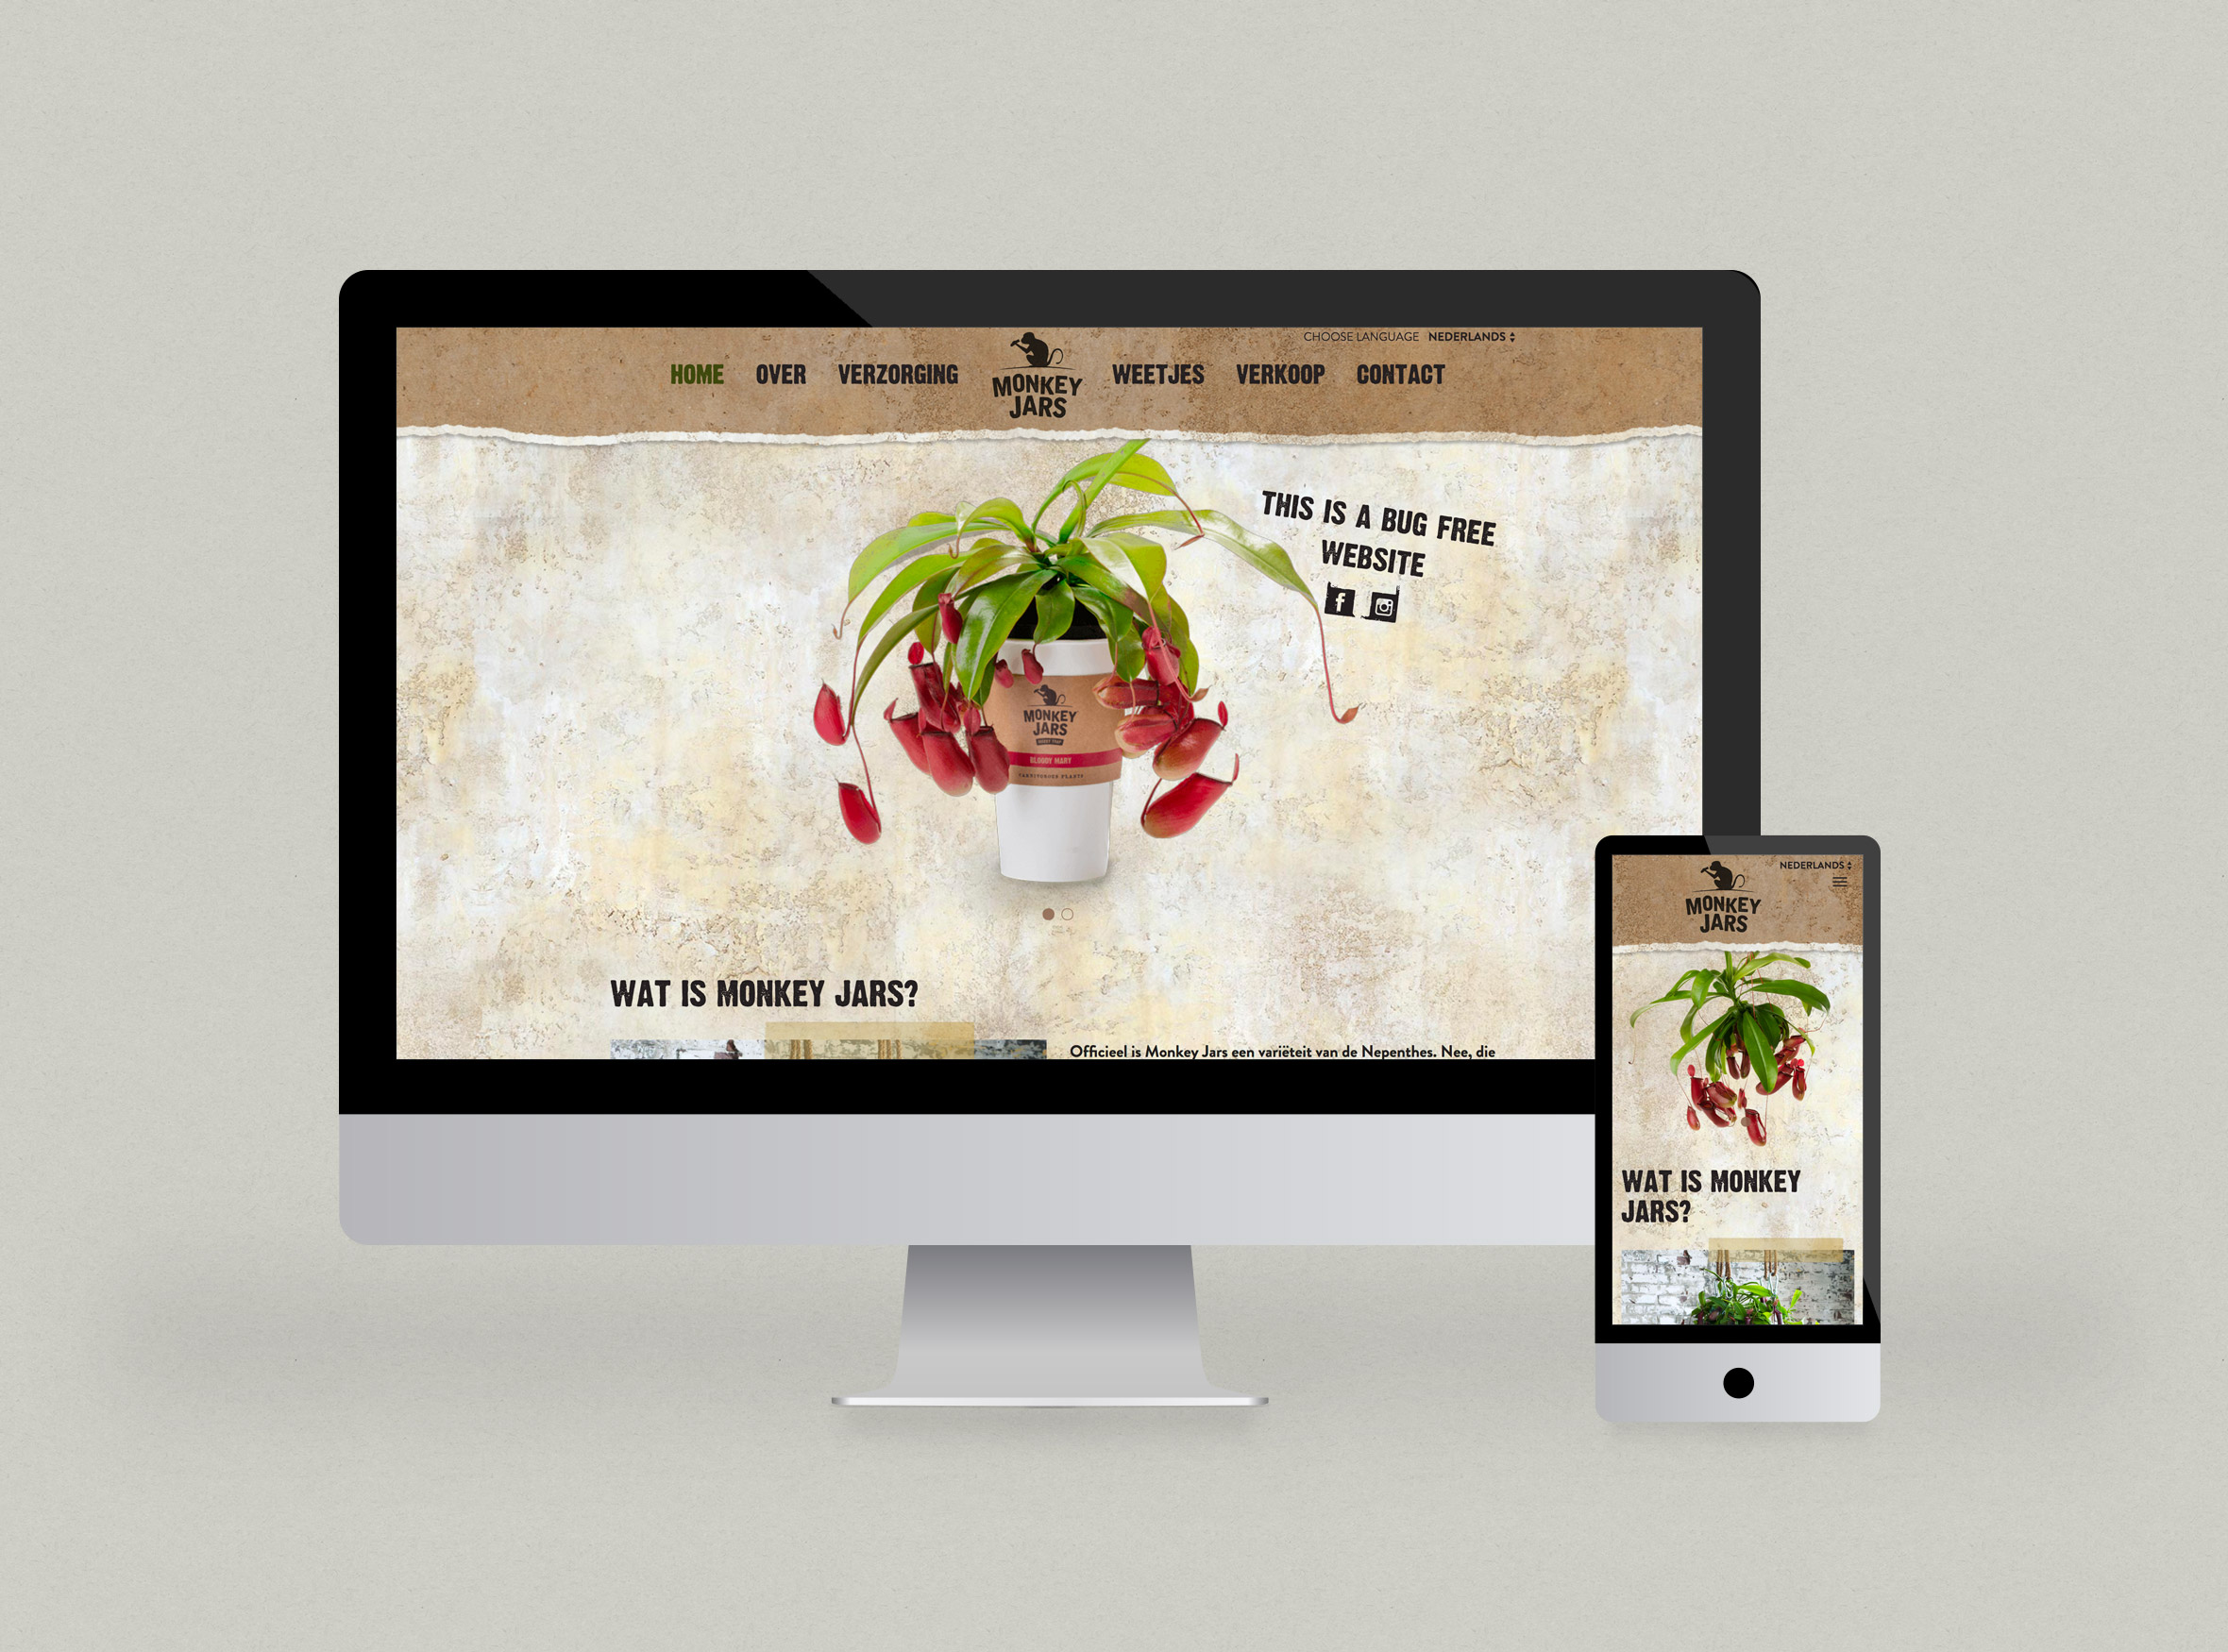 CHOOSE LANGUAGE NEDERLANDS
HOME OVER VERZORGING WEETJES VERKOOP CONTACT
MONKEY
JARS
THIS IS A BUG FREE
WEBSITE
MONKEY
JARS
BLOODY MARY
CARNIVOROUS PLANTS
WAT IS MONKEY JARS?
Officieel is Monkey Jars een variëteit van de Nepenthes. Nee, die
NEDERLANDS
MONKEY
JARS
WAT IS MONKEY
JARS?